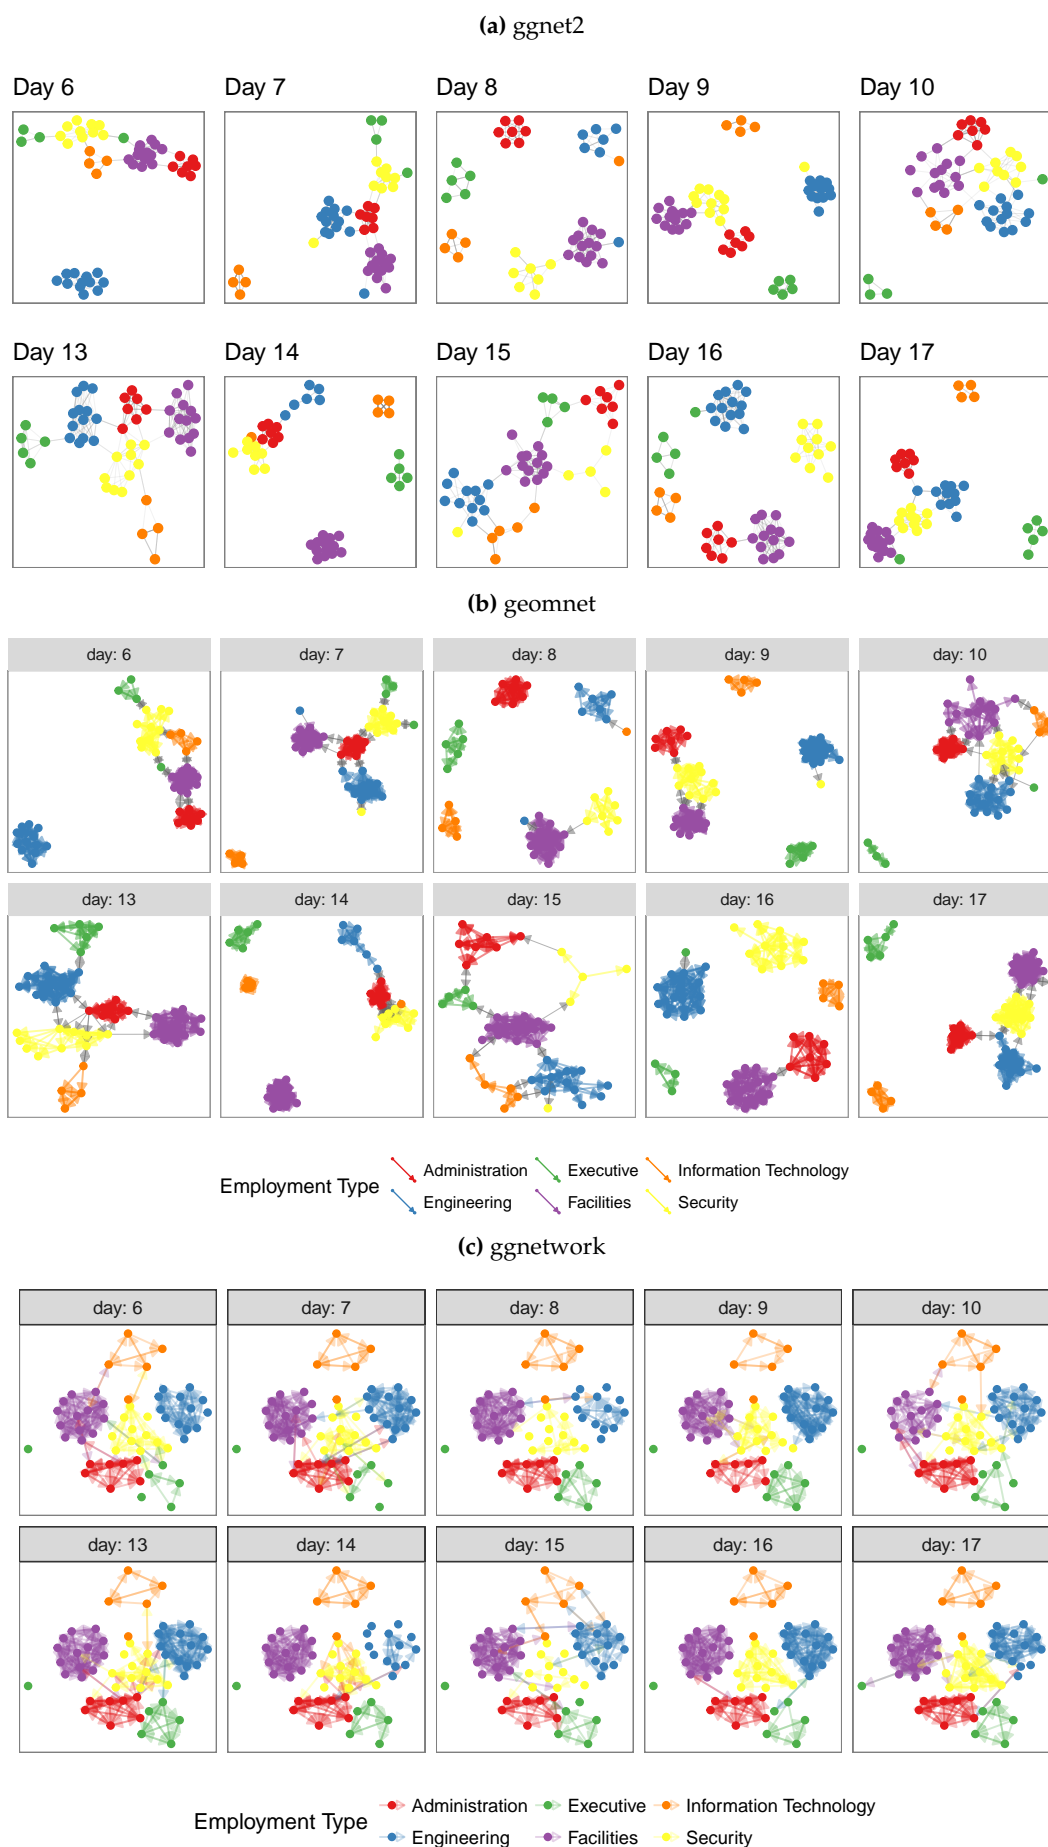 (a) ggnet2
Day 6 Day 7 Day 8 Day 9 Day 10
Day 13 Day 14 Day 15 Day 16 Day 17
(b) geomnet
day: 6 day: 7 day: 8 day: 9 day: 10
day: 13 day: 14 day: 15 day: 16 day: 17
Employment Type
Administration Executive Information Technology
Engineering Facilities Security
(c) ggnetwork
day: 6 day: 7 day: 8 day: 9 day: 10
day: 13 day: 14 day: 15 day: 16 day: 17
Employment Type
Administration Executive Information Technology
Engineering Facilities Security